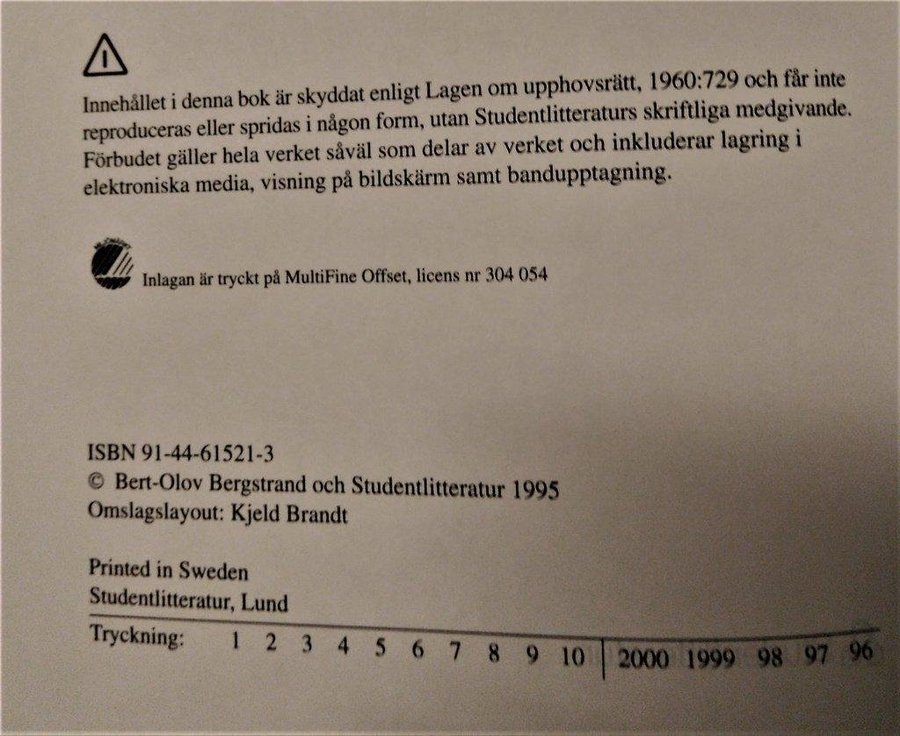 Innehållet i denna bok är skyddat enligt Lagen om upphovsrätt, 1960:729 och får inte
reproduceras eller spridas i någon form, utan Studentlitteraturs skriftliga medgivande.
Förbudet gäller hela verket såväl som delar av verket och inkluderar lagring i
elektroniska media, visning på bildskärm samt bandupptagning.
Inlagan är tryckt på MultiFine Offset, licens nr 304 054
ISBN 91-44-61521-3
© Bert-Olov Bergstrand och Studentlitteratur 1995
Omslagslayout: Kjeld Brandt
Printed in Sweden
Studentlitteratur, Lund
Tryckning: 1 2 3 4 5 6 7 8 9 10 | 2000 1999 98 97 96